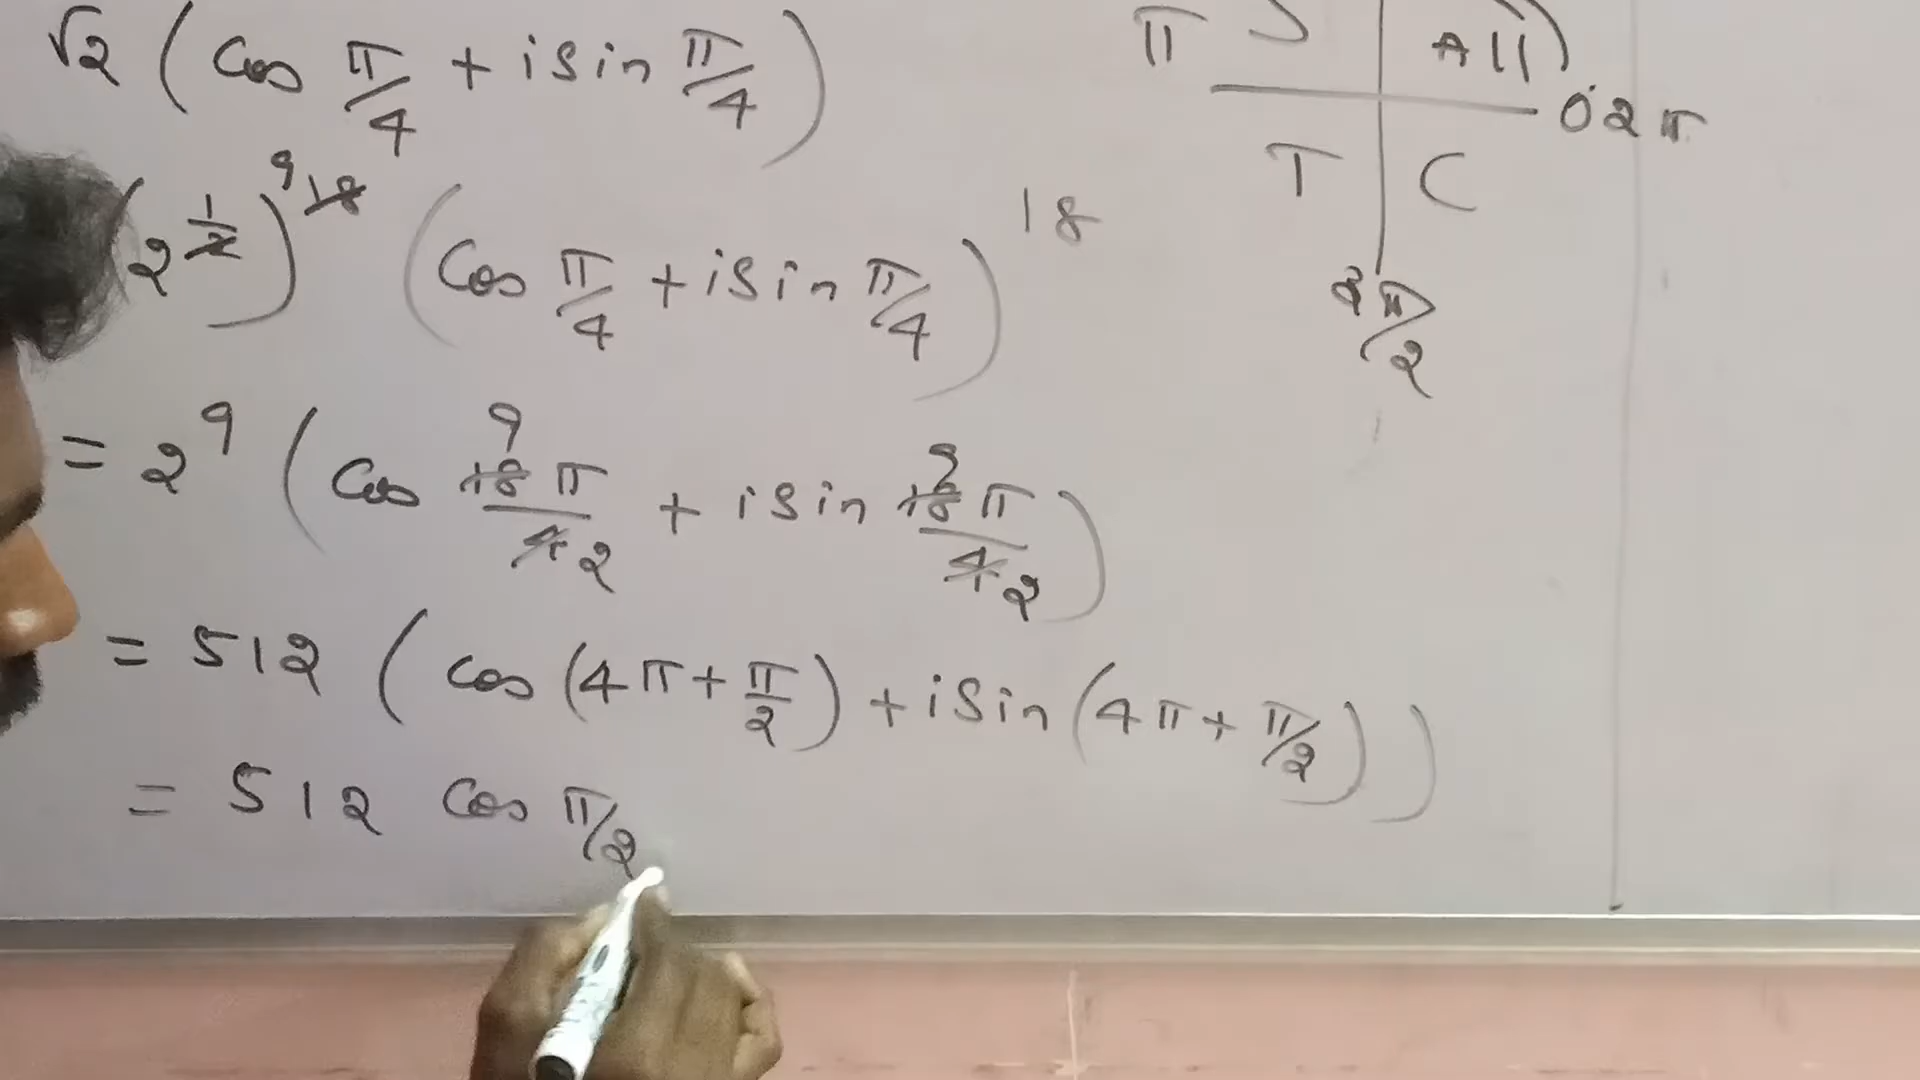 √2 (cos π/4 + i sin π/4)
(2^(1/2))^18 9 (cos π/4 + i sin π/4)^18
= 2^9 (cos 18π/4 9 2 + i sin 18π/4 9 2)
= 512 (cos (4π + π/2) + i sin (4π + π/2))
= 512 cos π/2
π All
0 2π
T C
3π/2